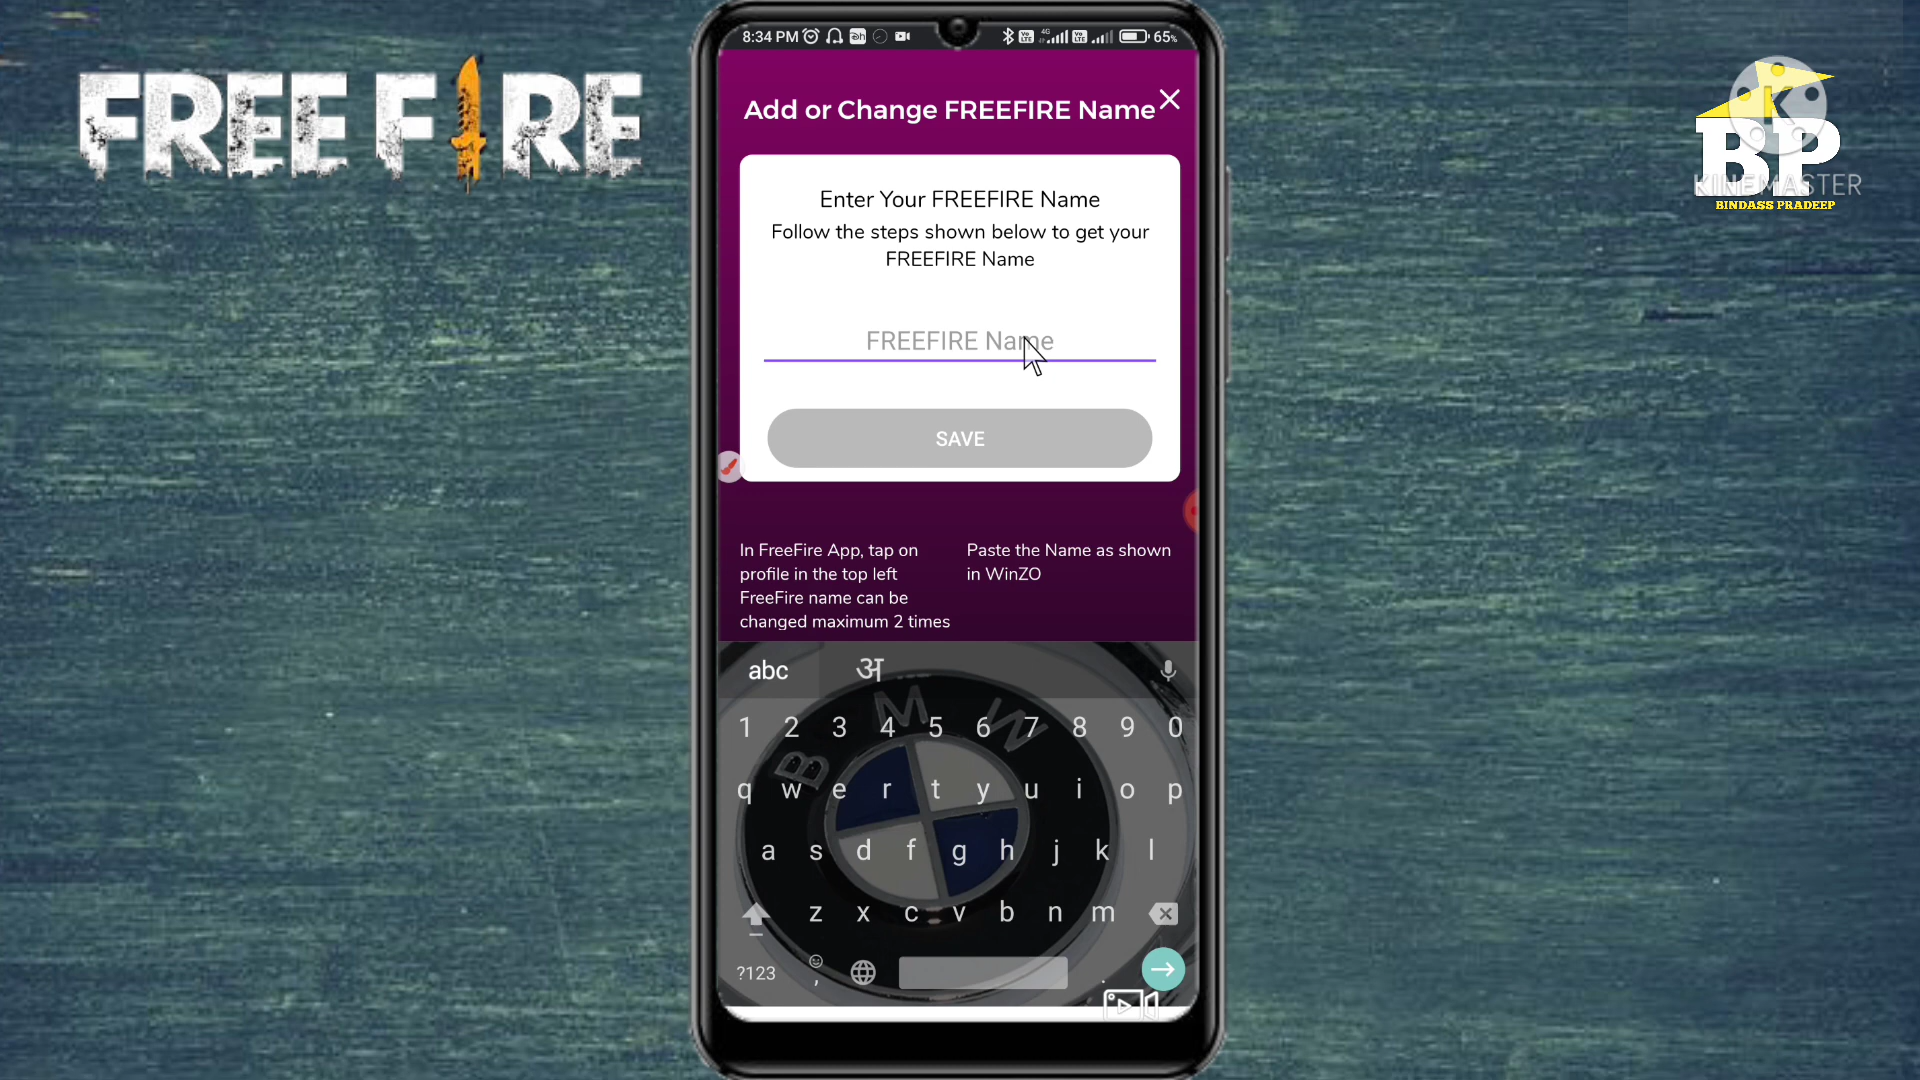 FREE FIRE
8:34 PM
4G
65%
Add or Change FREEFIRE Name
Enter Your FREEFIRE Name
Follow the steps shown below to get your
FREEFIRE Name
FREEFIRE Name
SAVE
In FreeFire App, tap on
profile in the top left
FreeFire name can be
changed maximum 2 times
Paste the Name as shown
in WinZO
abc अ
B M W
1 2 3 4 5 6 7 8 9 0
q w e r t y u i o p
a s d f g h j k l
z x c v b n m
?123 , .
K
BP
KINEMASTER
BINDASS PRADEEP